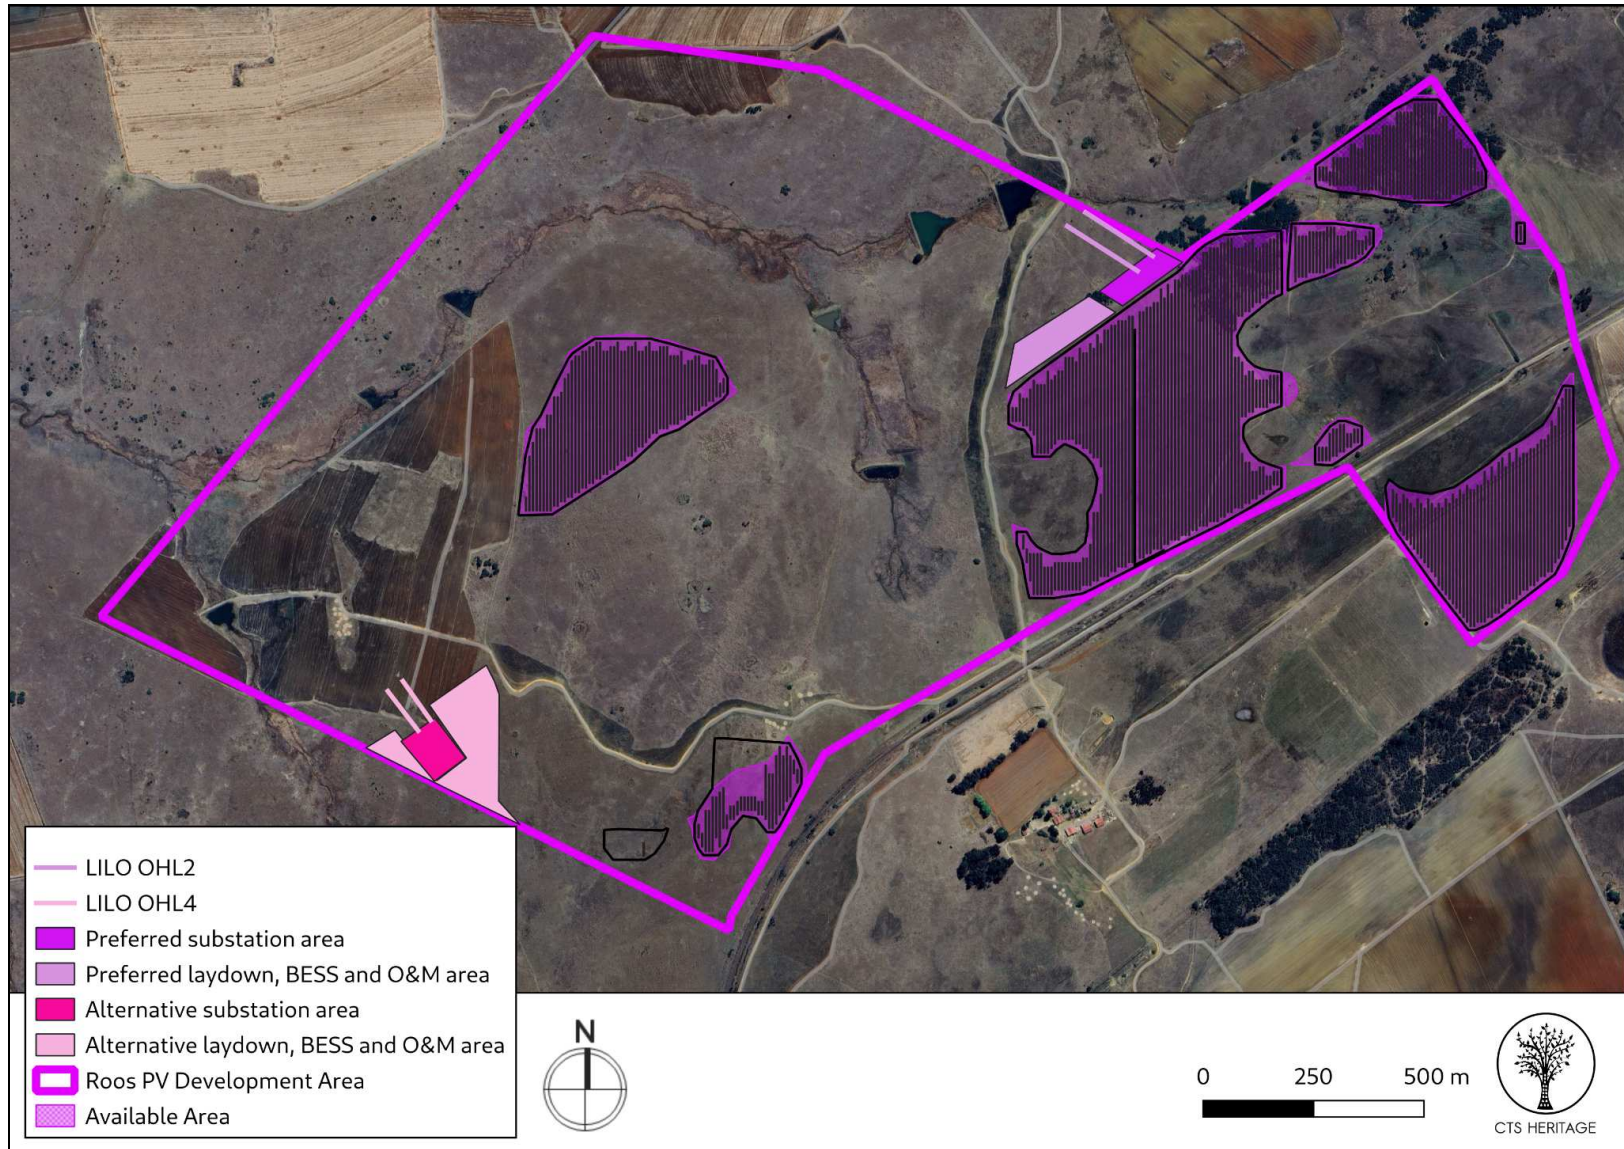 LILO OHL2
LILO OHL4
Preferred substation area
Preferred laydown, BESS and O&M area
Alternative substation area
Alternative laydown, BESS and O&M area
Roos PV Development Area
Available Area
N
0 250 500 m
CTS HERITAGE